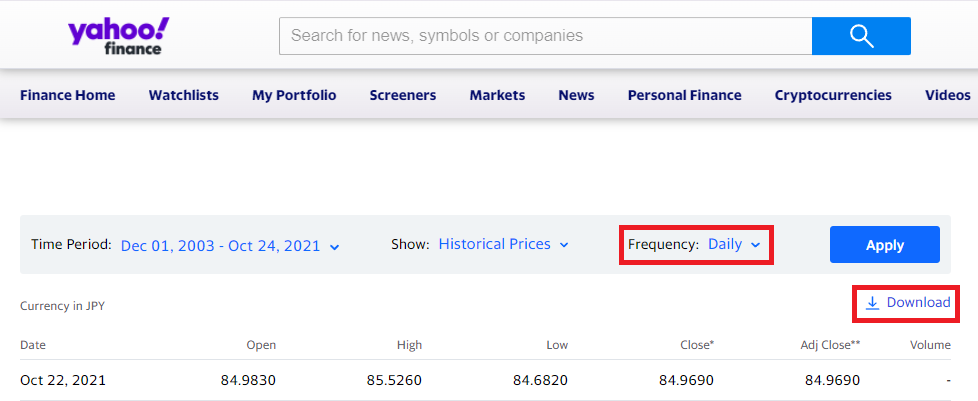 yahoo!
finance
Search for news, symbols or companies
Finance Home Watchlists My Portfolio Screeners Markets News Personal Finance Cryptocurrencies Videos
Time Period: Dec 01, 2003 - Oct 24, 2021 Show: Historical Prices Frequency: Daily Apply
Currency in JPY Download
Date Open High Low Close* Adj Close** Volume
Oct 22, 2021 84.9830 85.5260 84.6820 84.9690 84.9690 -